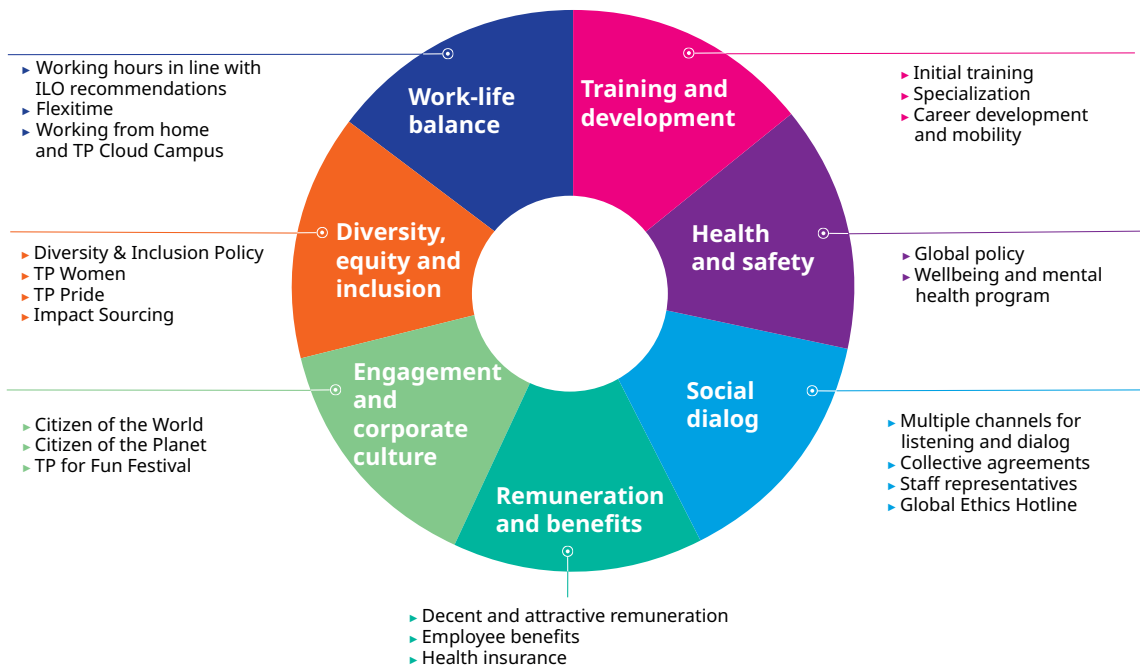 Work-life
balance
Working hours in line with
ILO recommendations
Flexitime
Working from home
and TP Cloud Campus
Training and
development
Initial training
Specialization
Career development
and mobility
Diversity,
equity and
inclusion
Diversity & Inclusion Policy
TP Women
TP Pride
Impact Sourcing
Health
and safety
Global policy
Wellbeing and mental
health program
Engagement
and
corporate
culture
Citizen of the World
Citizen of the Planet
TP for Fun Festival
Social
dialog
Multiple channels for
listening and dialog
Collective agreements
Staff representatives
Global Ethics Hotline
Remuneration
and benefits
Decent and attractive remuneration
Employee benefits
Health insurance